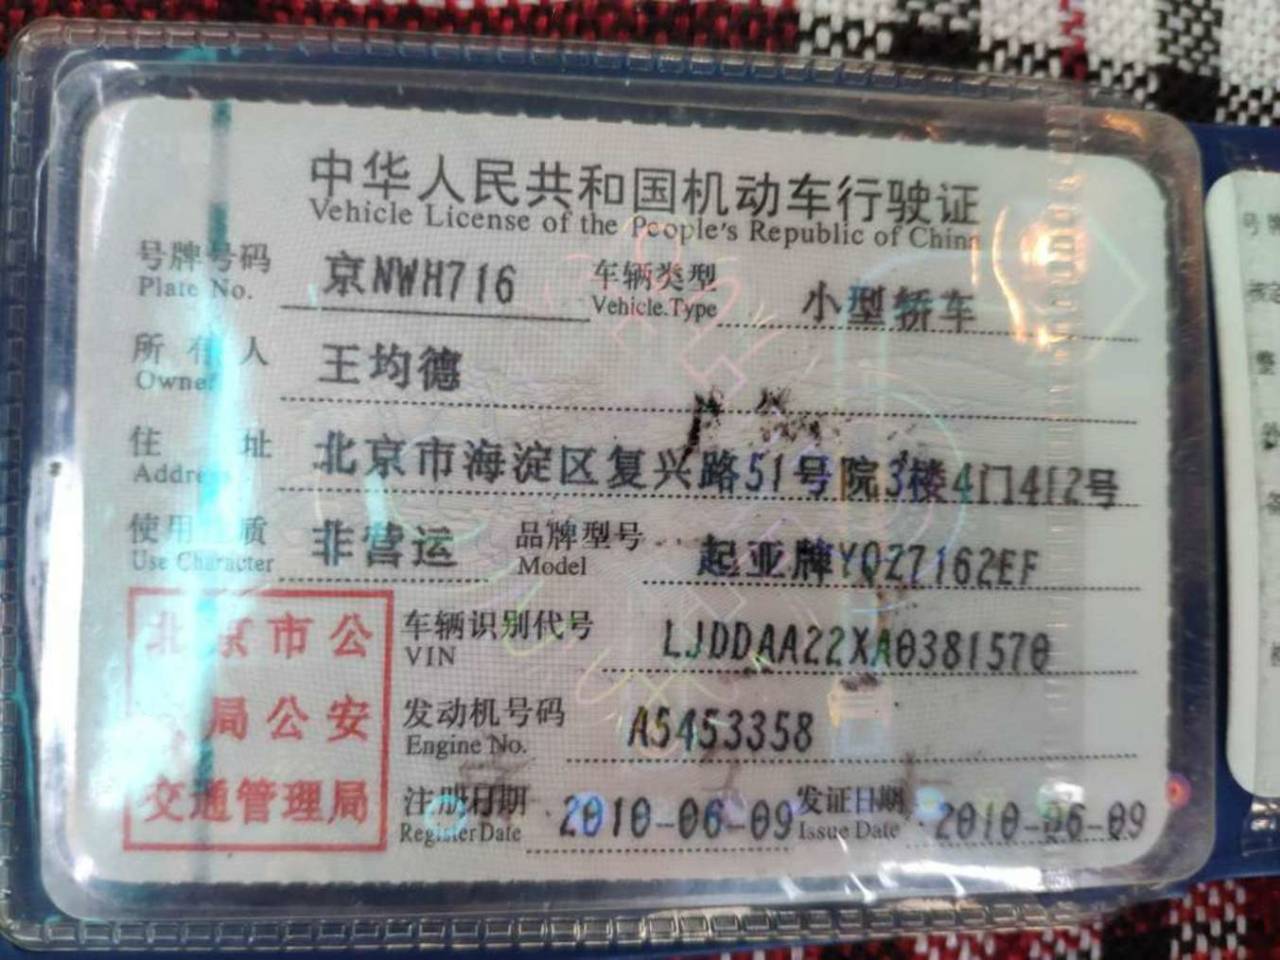 中华人民共和国机动车行驶证
Vehicle License of the People's Republic of China
号牌号码 京NWH716 车辆类型 小型轿车
Plate No. Vehicle.Type
所有人 王均德
Owner
住址 北京市海淀区复兴路51号院3楼4门412号
Address
使用性质 非营运 品牌型号 起亚牌YQZ7162EF
Use Character Model
北京市公
安局公安
交通管理局
车辆识别代号 LJDDAA22XA0381570
VIN
发动机号码 A5453358
Engine No.
注册日期 2010-06-09 发证日期 2010-06-09
Register Date Issue Date